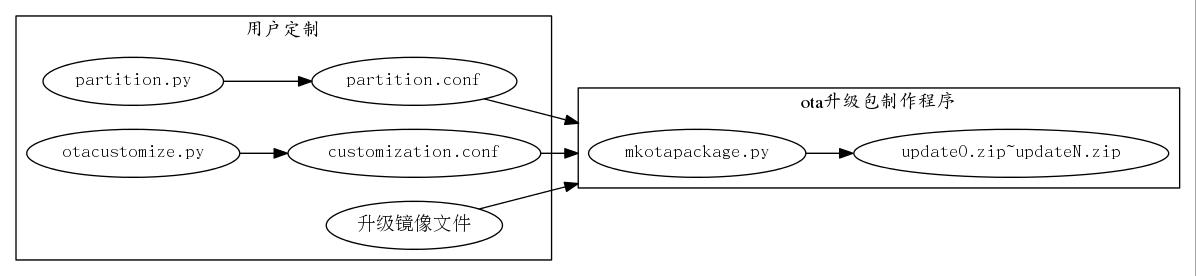 用户定制
partition.py
partition.conf
otacustomize.py
customization.conf
升级镜像文件
ota升级包制作程序
mkotapackage.py
update0.zip~updateN.zip